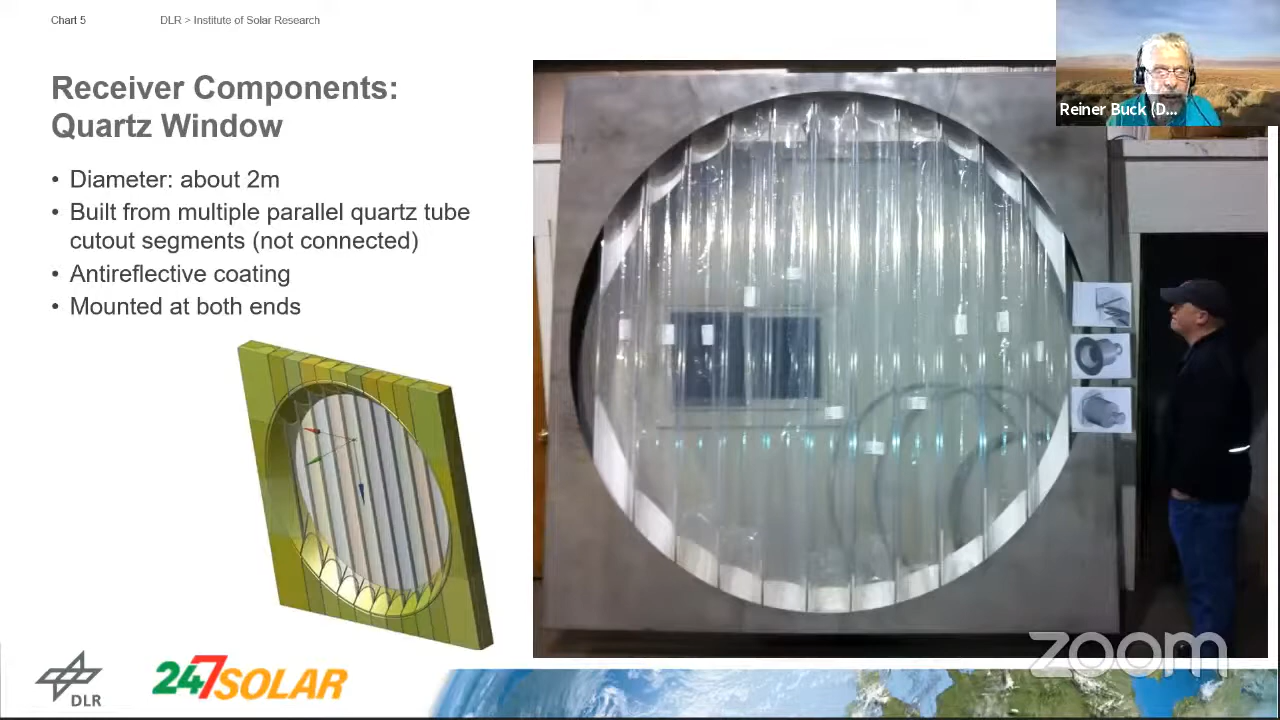 Chart 5
DLR > Institute of Solar Research
Receiver Components:
Quartz Window
• Diameter: about 2m
• Built from multiple parallel quartz tube
cutout segments (not connected)
• Antireflective coating
• Mounted at both ends
Reiner Buck (D...
DLR
247SOLAR
zoom